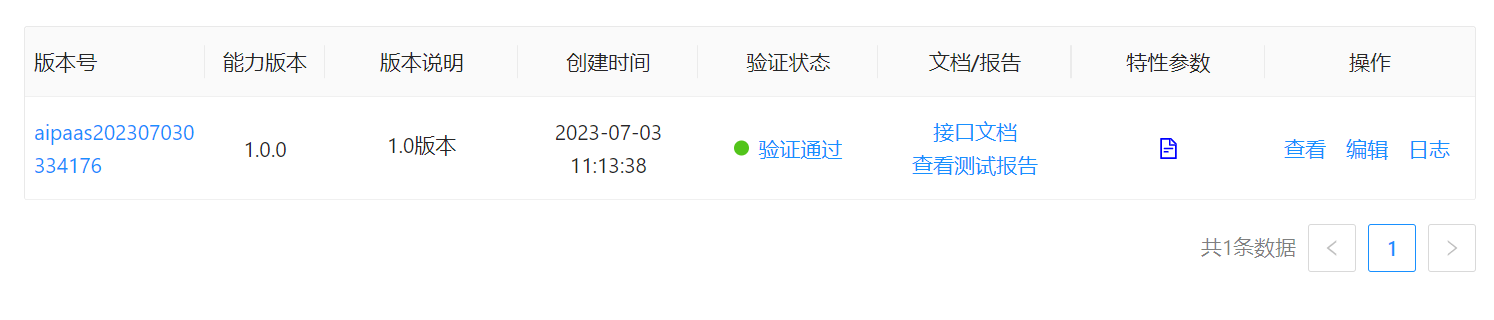 版本号 能力版本 版本说明 创建时间 验证状态 文档/报告 特性参数 操作
aipaas202307030
334176
1.0.0
1.0版本
2023-07-03
11:13:38
验证通过
接口文档
查看测试报告
查看 编辑 日志
共1条数据 < 1 >